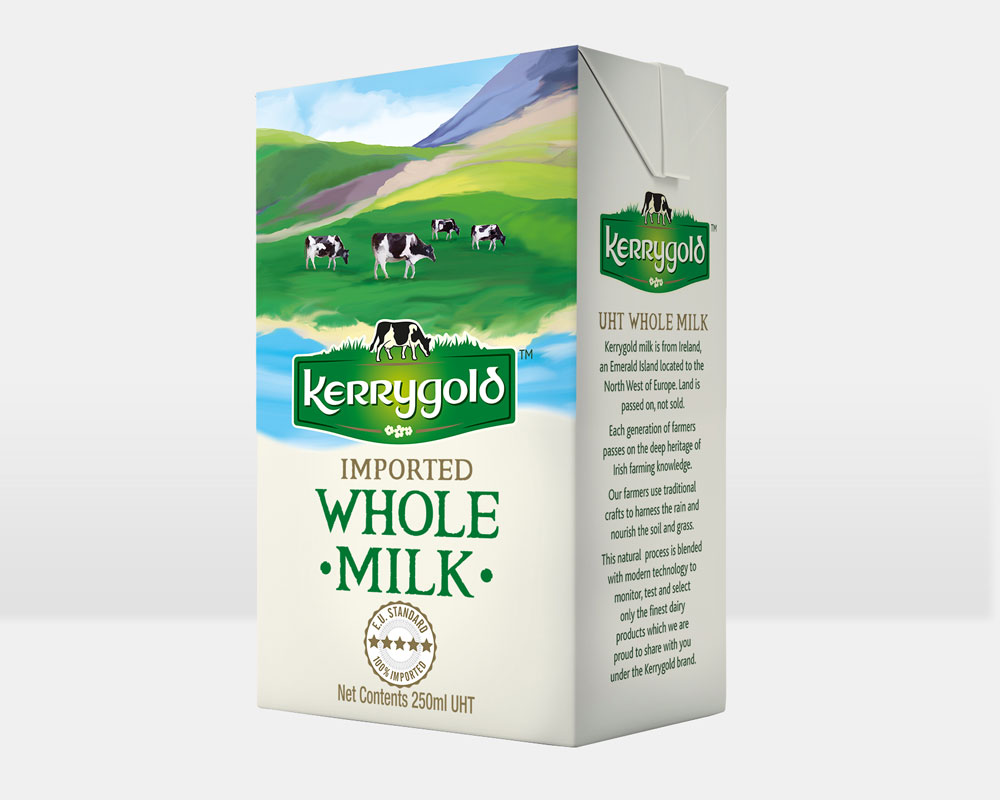 Kerrygold
TM
IMPORTED
WHOLE
•MILK•
E.U. STANDARD
100% IMPORTED
Net Contents 250ml UHT
Kerrygold
TM
UHT WHOLE MILK
Kerrygold milk is from Ireland,
an Emerald Island located to the
North West of Europe. Land is
passed on, not sold.
Each generation of farmers
passes on the deep heritage of
Irish farming knowledge.
Our farmers use traditional
crafts to harness the rain and
nourish the soil and grass.
This natural process is blended
with modern technology to
monitor, test and select
only the finest dairy
products which we are
proud to share with you
under the Kerrygold brand.